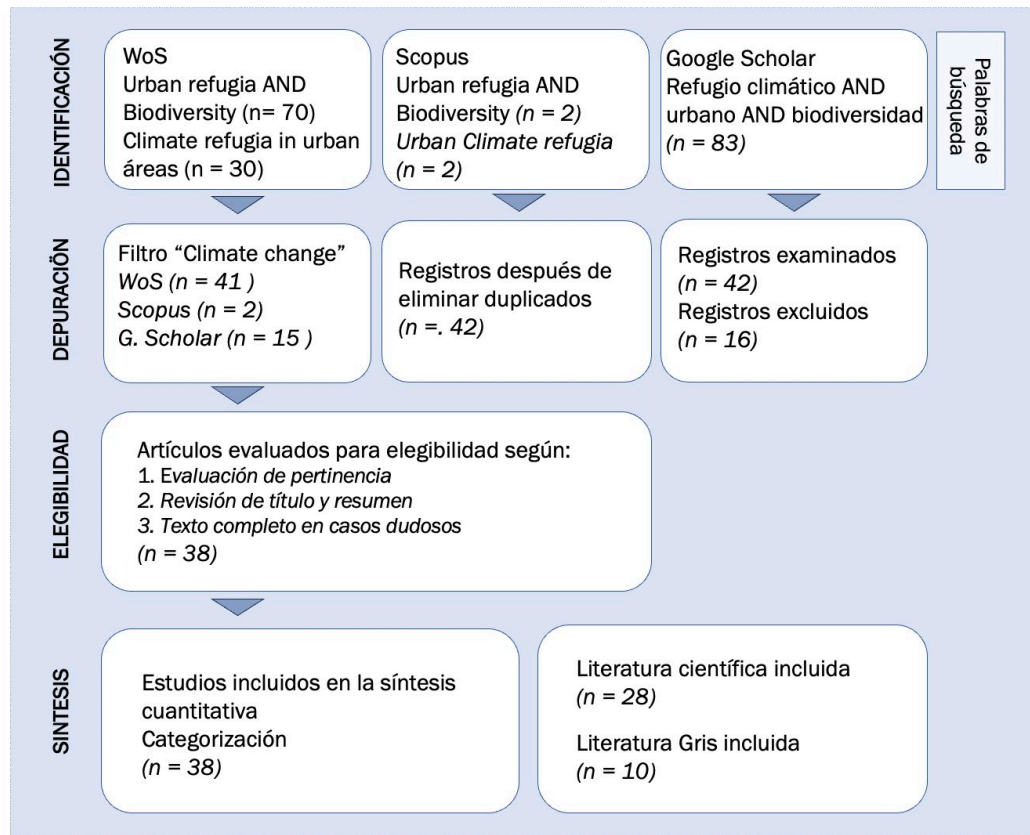 IDENTIFICACIÓN
WoS
Urban refugia AND
Biodiversity (n= 70)
Climate refugia in urban
áreas (n = 30)
Scopus
Urban refugia AND
Biodiversity (n = 2)
Urban Climate refugia
(n = 2)
Google Scholar
Refugio climático AND
urbano AND biodiversidad
(n = 83)
Palabras de
búsqueda
DEPURACIÓN
Filtro “Climate change”
WoS (n = 41 )
Scopus (n = 2)
G. Scholar (n = 15 )
Registros después de
eliminar duplicados
(n =. 42)
Registros examinados
(n = 42)
Registros excluidos
(n = 16)
ELEGIBILIDAD
Artículos evaluados para elegibilidad según:
1. Evaluación de pertinencia
2. Revisión de título y resumen
3. Texto completo en casos dudosos
(n = 38)
SINTESIS
Estudios incluidos en la síntesis
cuantitativa
Categorización
(n = 38)
Literatura científica incluida
(n = 28)
Literatura Gris incluida
(n = 10)